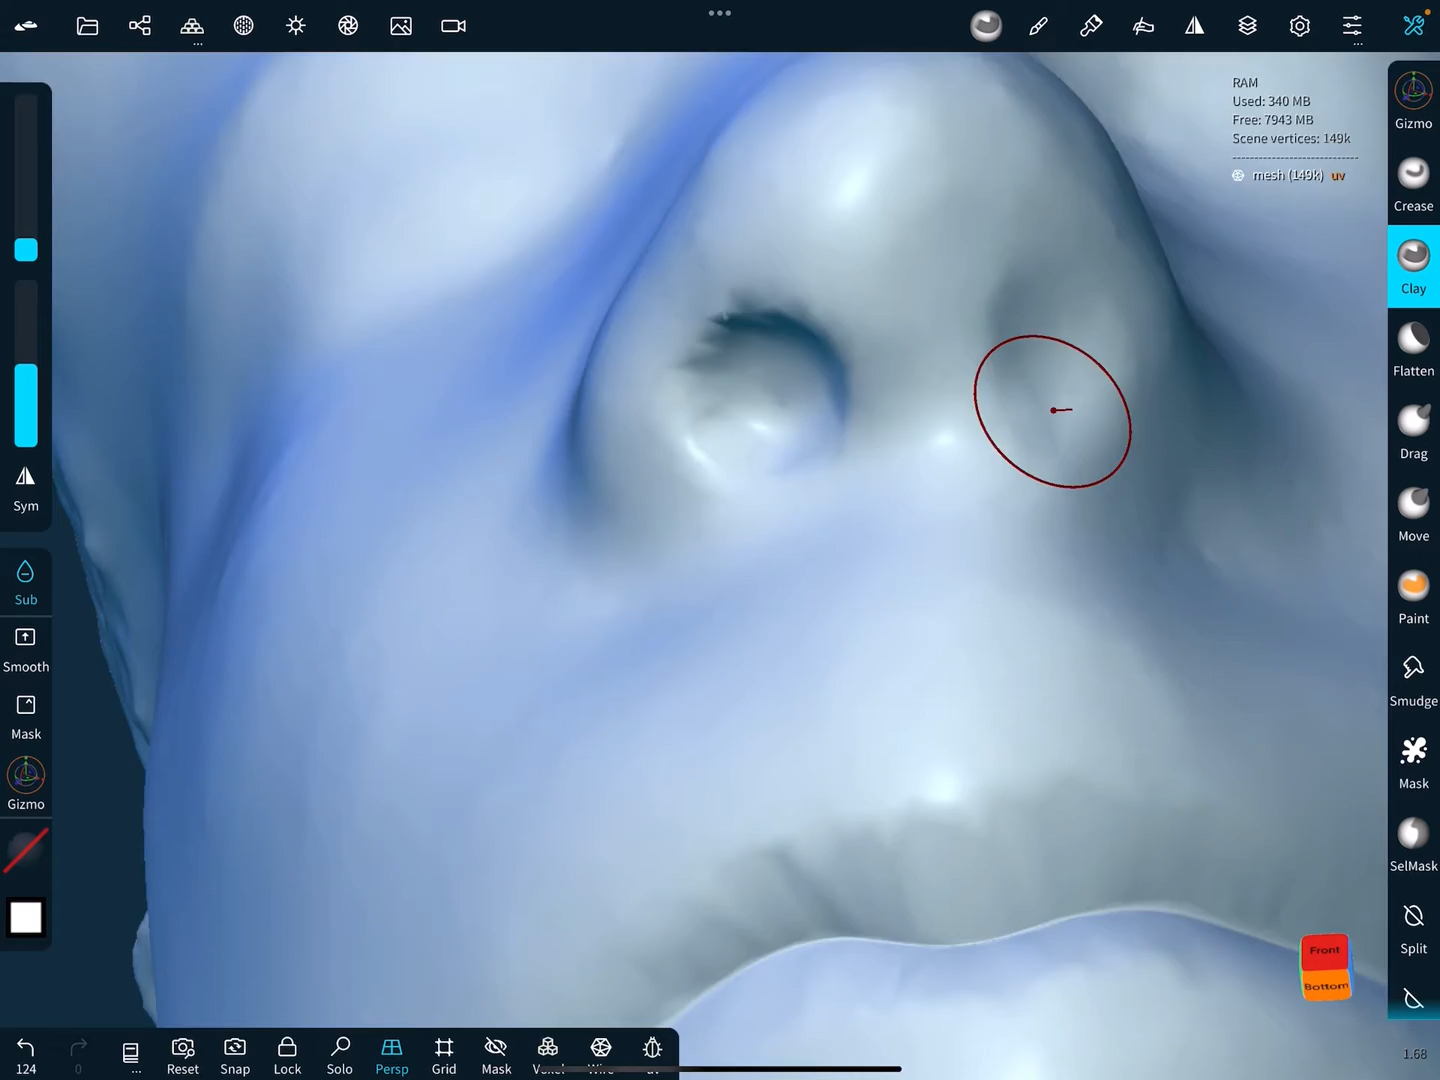 RAM
Used: 340 MB
Free: 7943 MB
Scene vertices: 149k
mesh (149k) uv
Gizmo
Crease
Clay
Flatten
Drag
Move
Paint
Smudge
Mask
SelMask
Split
1.68
Sym
Sub
Smooth
Mask
Gizmo
Front
Bottom
124
0
Reset
Snap
Lock
Solo
Persp
Grid
Mask